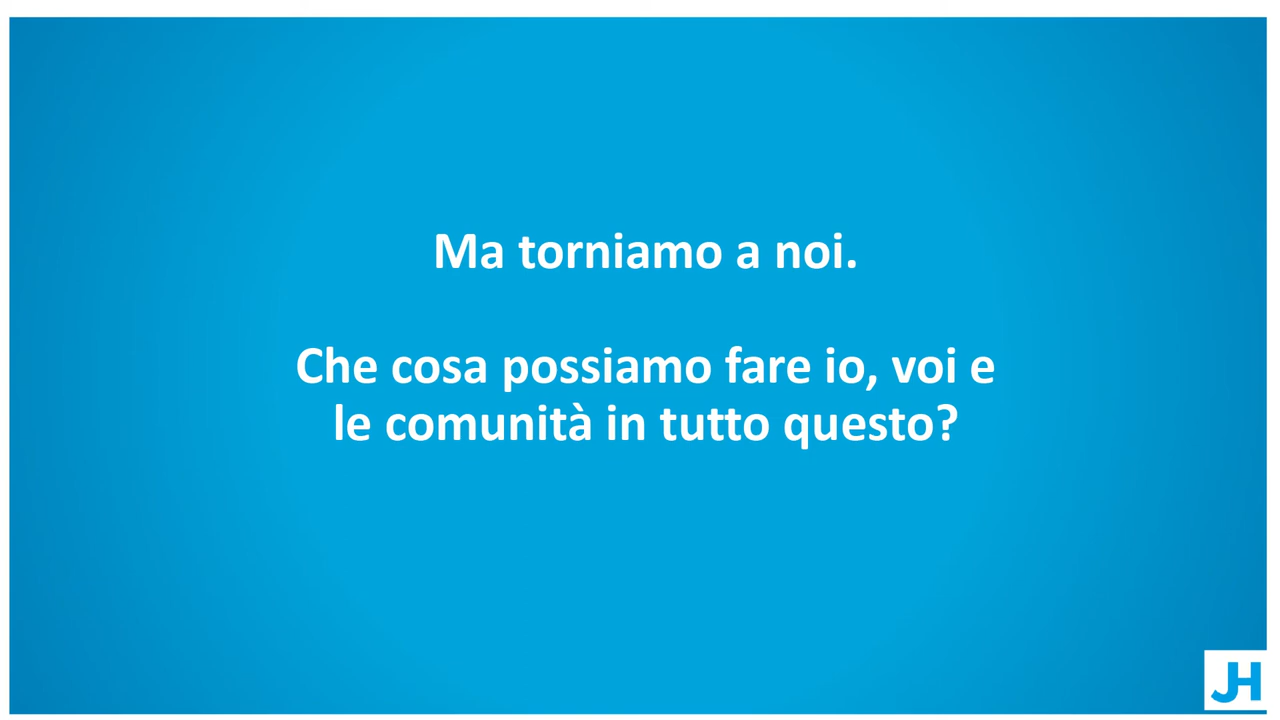 Ma torniamo a noi.
Che cosa possiamo fare io, voi e
le comunità in tutto questo?
JH